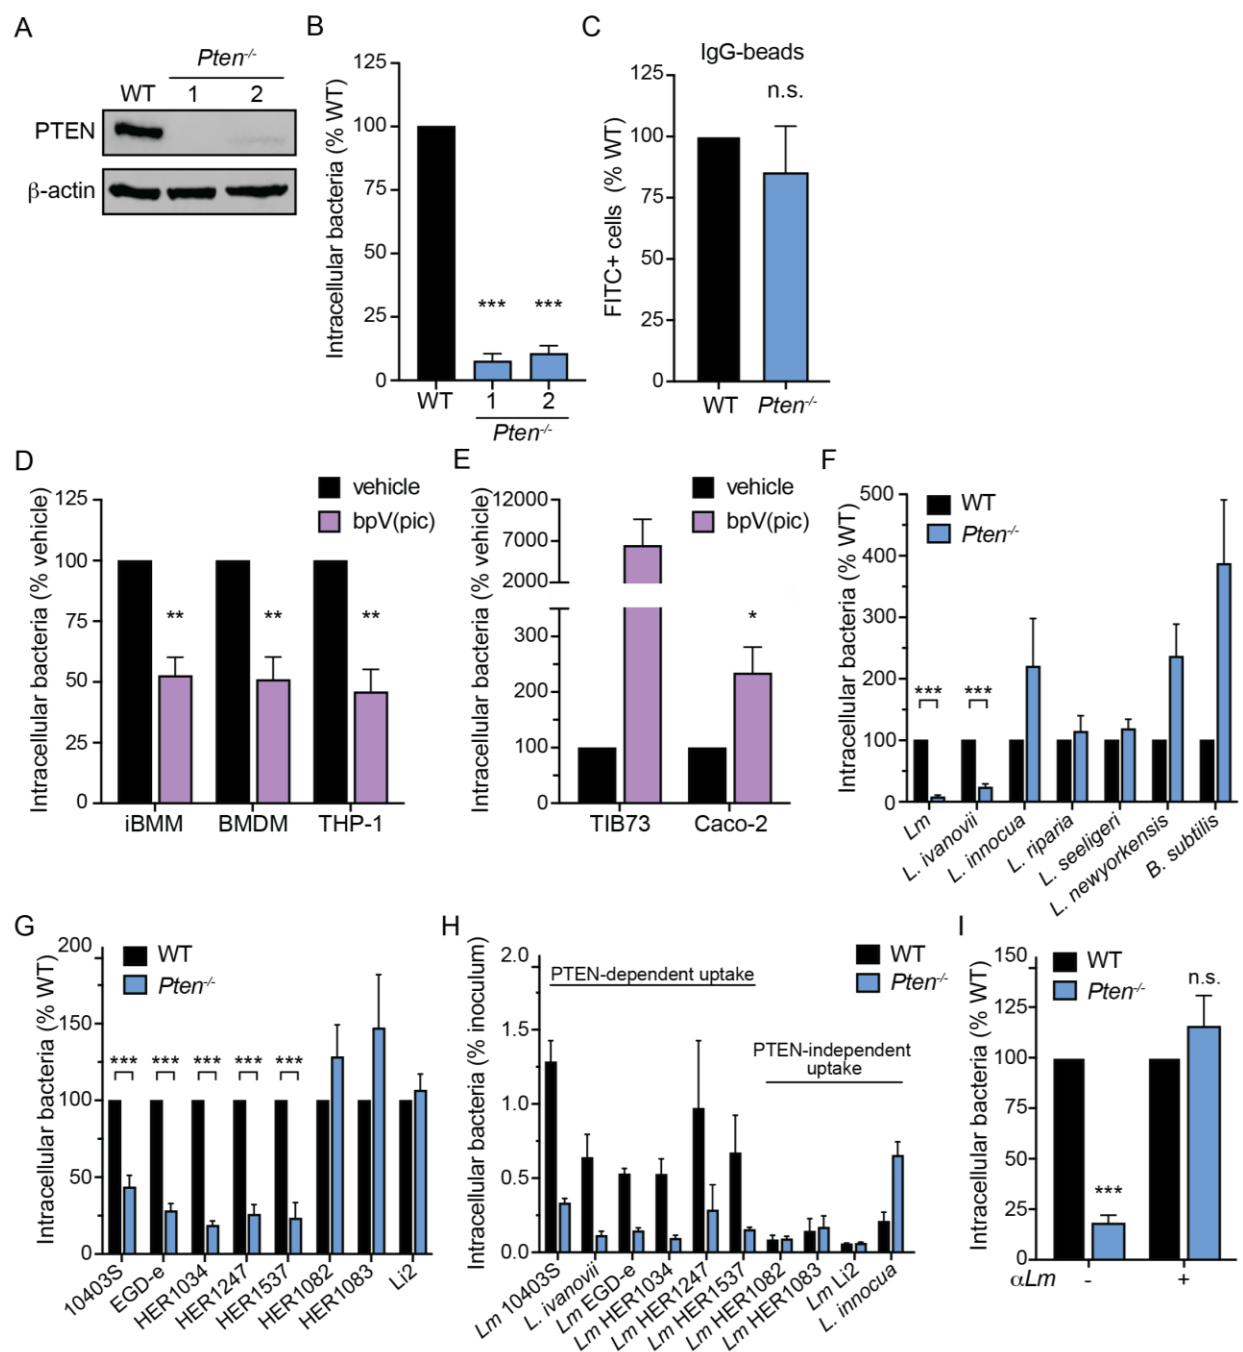 A
Pten-/-
WT 1 2
PTEN
β-actin
B
Intracellular bacteria (% WT)
125
100
75
50
25
0
*** ***
WT 1 2
Pten-/-
C
IgG-beads
n.s.
FITC+ cells (% WT)
125
100
75
50
25
0
WT Pten-/-
D
vehicle
bpV(pic)
Intracellular bacteria (% vehicle)
125
100
75
50
25
0
** ** **
iBMM BMDM THP-1
E
vehicle
bpV(pic)
Intracellular bacteria (% vehicle)
12000
7000
2000
300
200
100
0
*
TIB73 Caco-2
F
WT
Pten-/-
Intracellular bacteria (% WT)
500
400
300
200
100
0
*** ***
Lm
L. ivanovii
L. innocua
L. riparia
L. seeligeri
L. newyorkensis
B. subtilis
G
WT
Pten-/-
Intracellular bacteria (% WT)
200
150
100
50
0
*** *** *** *** ***
10403S
EGD-e
HER1034
HER1247
HER1537
HER1082
HER1083
Li2
H
WT
Pten-/-
Intracellular bacteria (% inoculum)
2.0
1.5
1.0
0.5
0.0
PTEN-dependent uptake
PTEN-independent
uptake
Lm 10403S
L. ivanovii
Lm EGD-e
Lm HER1034
Lm HER1247
Lm HER1537
Lm HER1082
Lm HER1083
Lm Li2
L. innocua
I
WT
Pten-/-
Intracellular bacteria (% WT)
150
125
100
75
50
25
0
n.s.
***
αLm - +